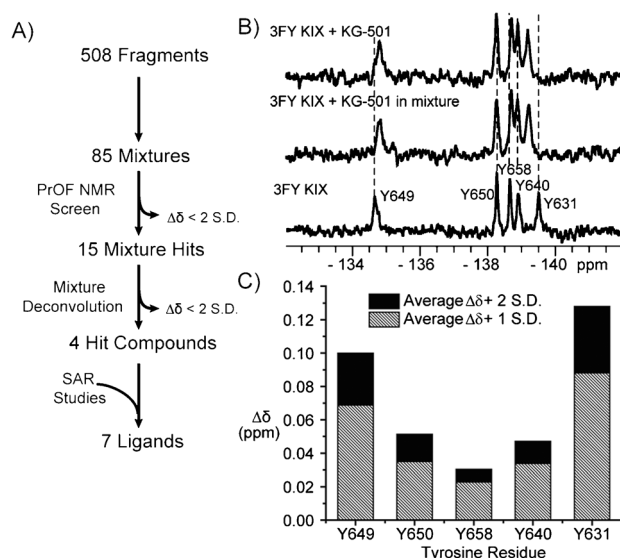 A)
508 Fragments
85 Mixtures
PrOF NMR
Screen
Δδ < 2 S.D.
15 Mixture Hits
Mixture
Deconvolution
Δδ < 2 S.D.
4 Hit Compounds
SAR
Studies
7 Ligands
B)
3FY KIX + KG-501
3FY KIX + KG-501 in mixture
3FY KIX
Y649
Y650
Y658
Y640
Y631
- 134
- 136
- 138
- 140
ppm
C)
Average Δδ+ 2 S.D.
Average Δδ+ 1 S.D.
Δδ
(ppm)
0.14
0.12
0.10
0.08
0.06
0.04
0.02
0.00
Y649 Y650 Y658 Y640 Y631
Tyrosine Residue